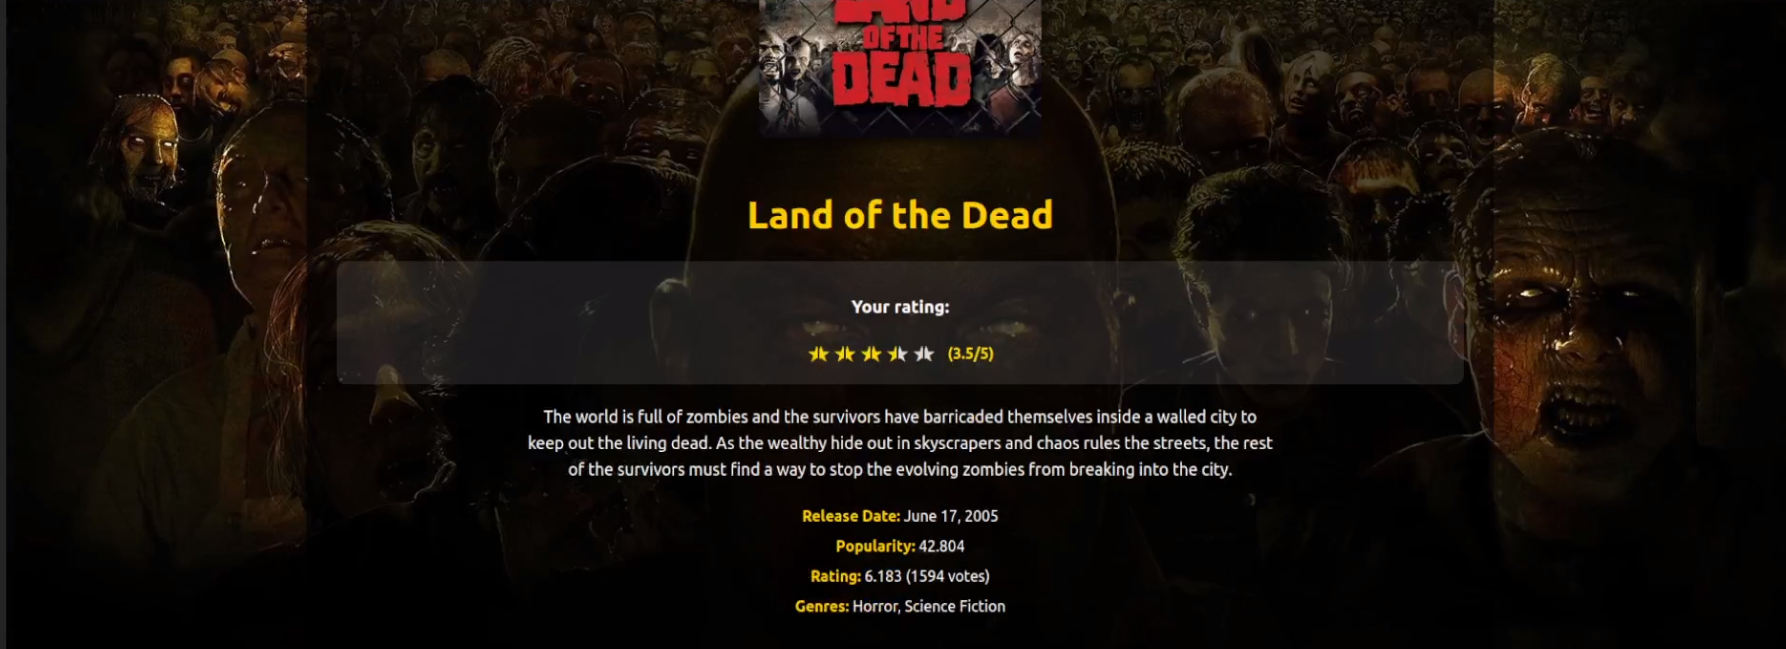 LAND
OF THE
DEAD
Land of the Dead
Your rating:
(3.5/5)
The world is full of zombies and the survivors have barricaded themselves inside a walled city to
keep out the living dead. As the wealthy hide out in skyscrapers and chaos rules the streets, the rest
of the survivors must find a way to stop the evolving zombies from breaking into the city.
Release Date: June 17, 2005
Popularity: 42.804
Rating: 6.183 (1594 votes)
Genres: Horror, Science Fiction